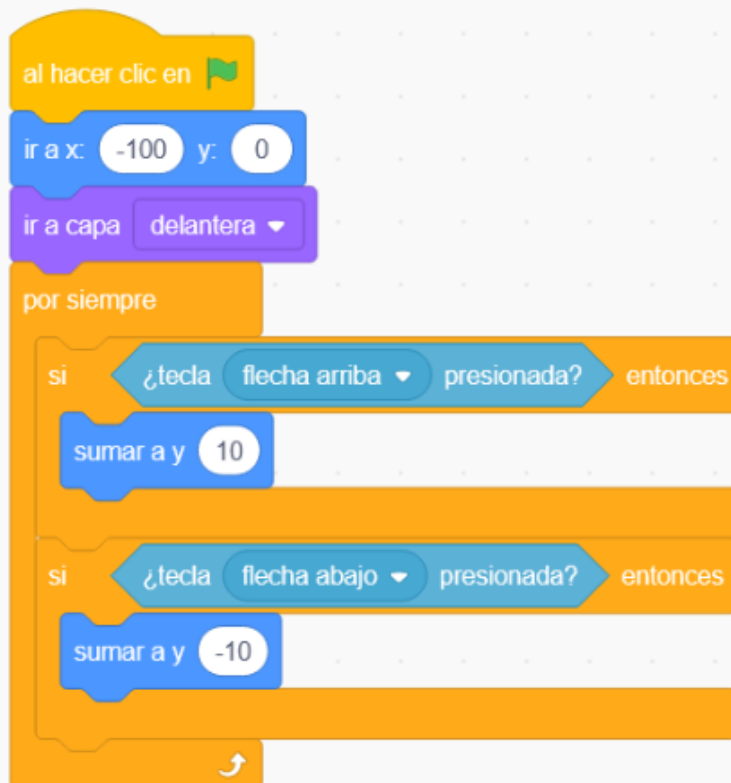 al hacer clic en
ir a x: -100 y: 0
ir a capa delantera
por siempre
si ¿tecla flecha arriba presionada? entonces
sumar a y 10
si ¿tecla flecha abajo presionada? entonces
sumar a y -10